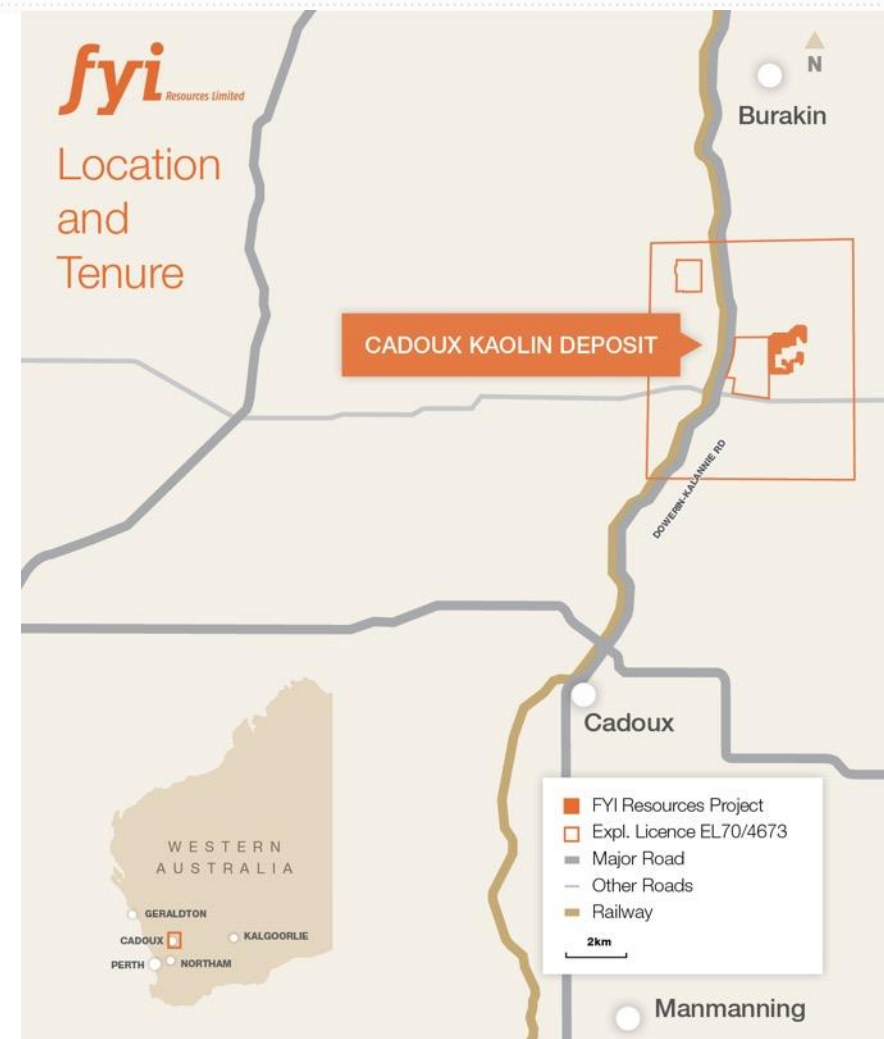 fyi Resources Limited
Location
and
Tenure
N
Burakin
CADOUX KAOLIN DEPOSIT
DOWERIN-KALANNIE RD
Cadoux
WESTERN
AUSTRALIA
GERALDTON
CADOUX
KALGOORLIE
PERTH
NORTHAM
FYI Resources Project
Expl. Licence EL70/4673
Major Road
Other Roads
Railway
2km
Manmanning